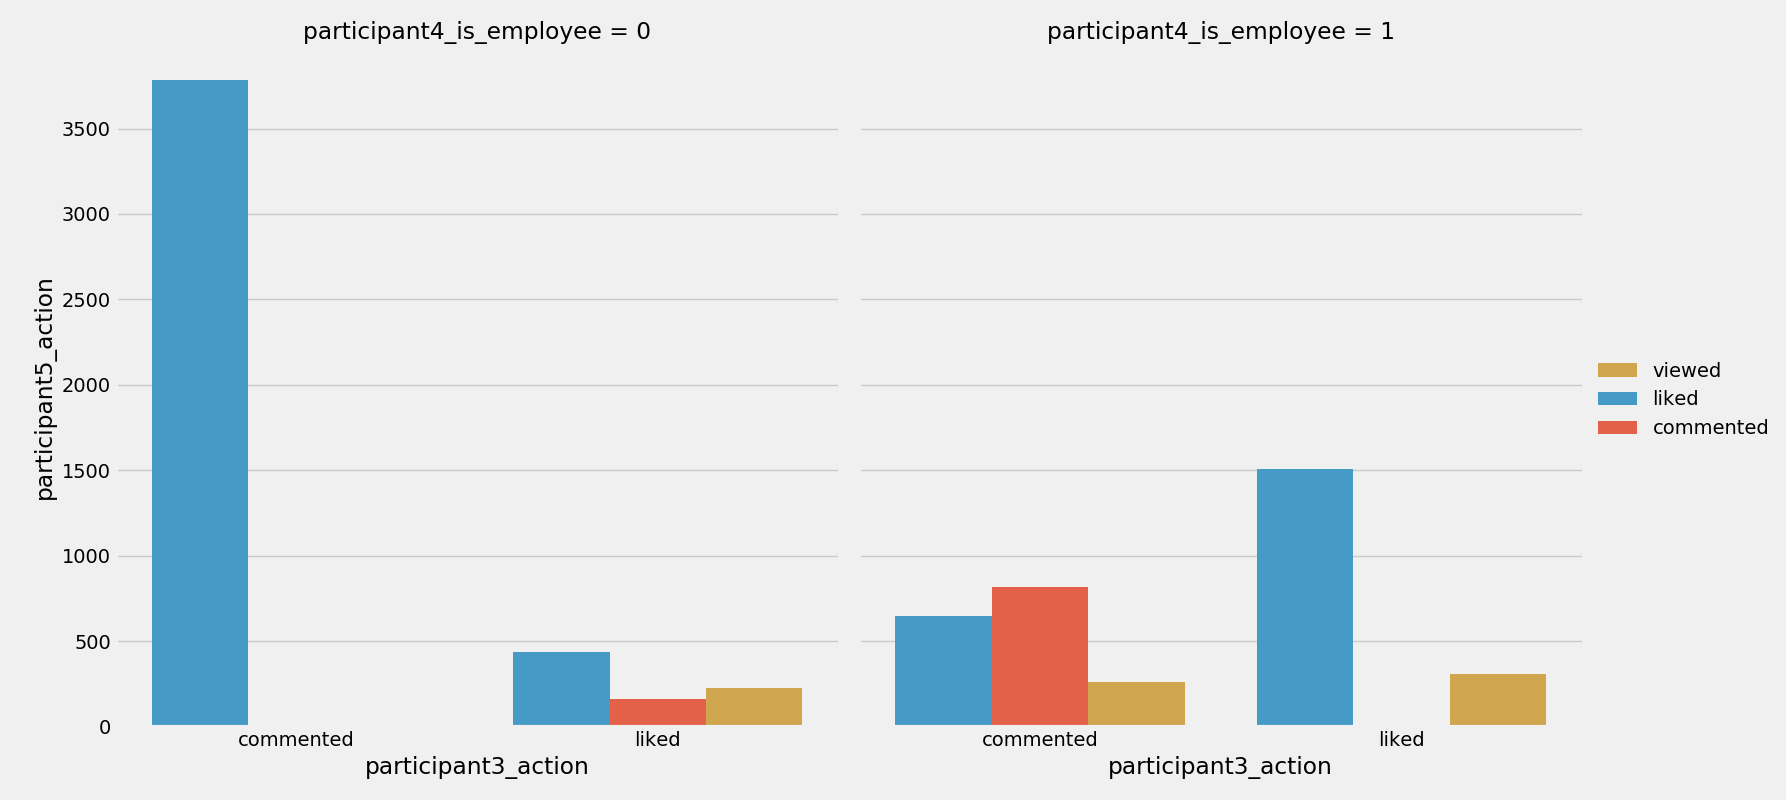 participant4_is_employee = 0
participant4_is_employee = 1
participant5_action
3500
3000
2500
2000
1500
1000
500
0
commented
liked
commented
liked
participant3_action
participant3_action
viewed
liked
commented